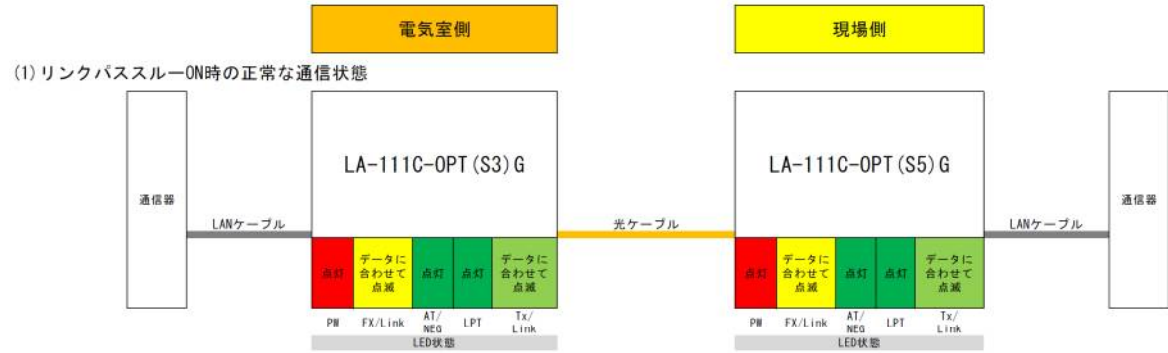 電気室側
現場側
(1)リンクパススルーON時の正常な通信状態
通信器
LANケーブル
LA-111C-OPT(S3)G
光ケーブル
LA-111C-OPT(S5)G
LANケーブル
通信器
点灯
データに
合わせて
点滅
点灯
点灯
データに
合わせて
点滅
点灯
データに
合わせて
点滅
点灯
点灯
データに
合わせて
点滅
PW
FX/Link
AT/
NEG
LPT
Tx/
Link
PW
FX/Link
AT/
NEG
LPT
Tx/
Link
LED状態
LED状態